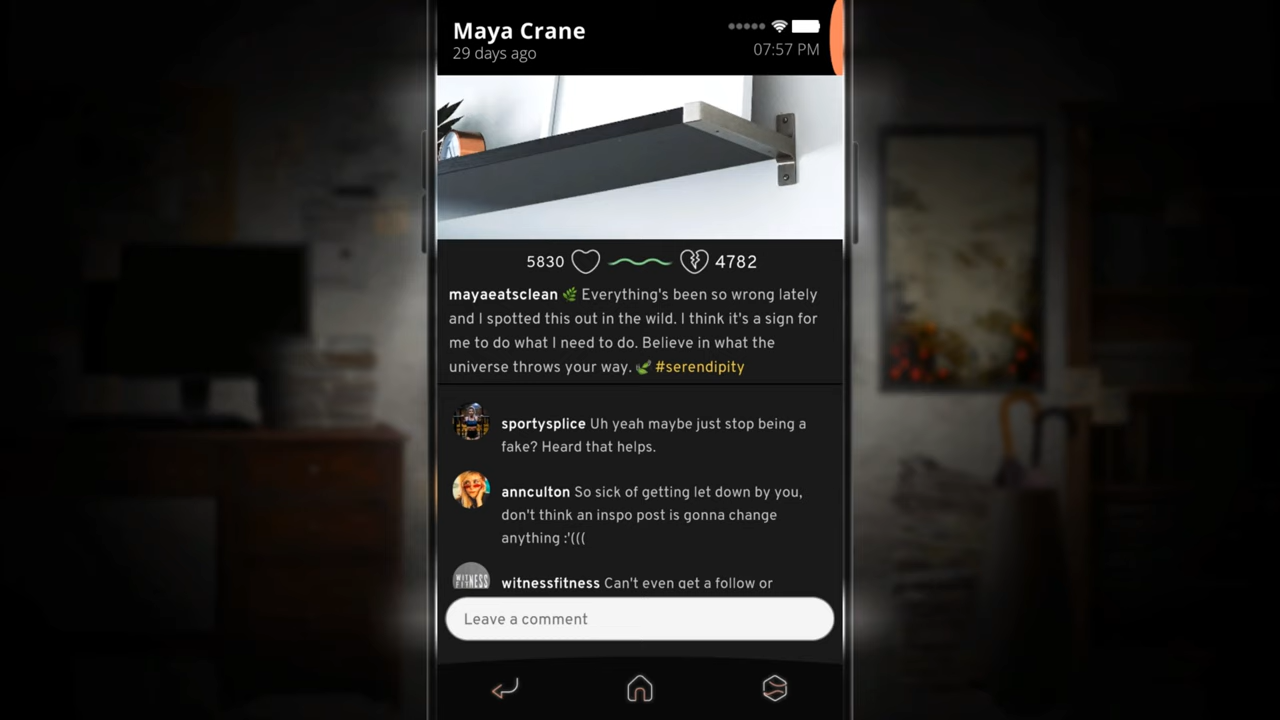 Maya Crane
29 days ago
07:57 PM
5830 4782
mayaeatsclean 🌿 Everything's been so wrong lately
and I spotted this out in the wild. I think it's a sign for
me to do what I need to do. Believe in what the
universe throws your way. 🌿 #serendipity
sportysplice Uh yeah maybe just stop being a
fake? Heard that helps.
annculton So sick of getting let down by you,
don't think an inspo post is gonna change
anything :'(((
WITNESS
witnessfitness Can't even get a follow or
Leave a comment